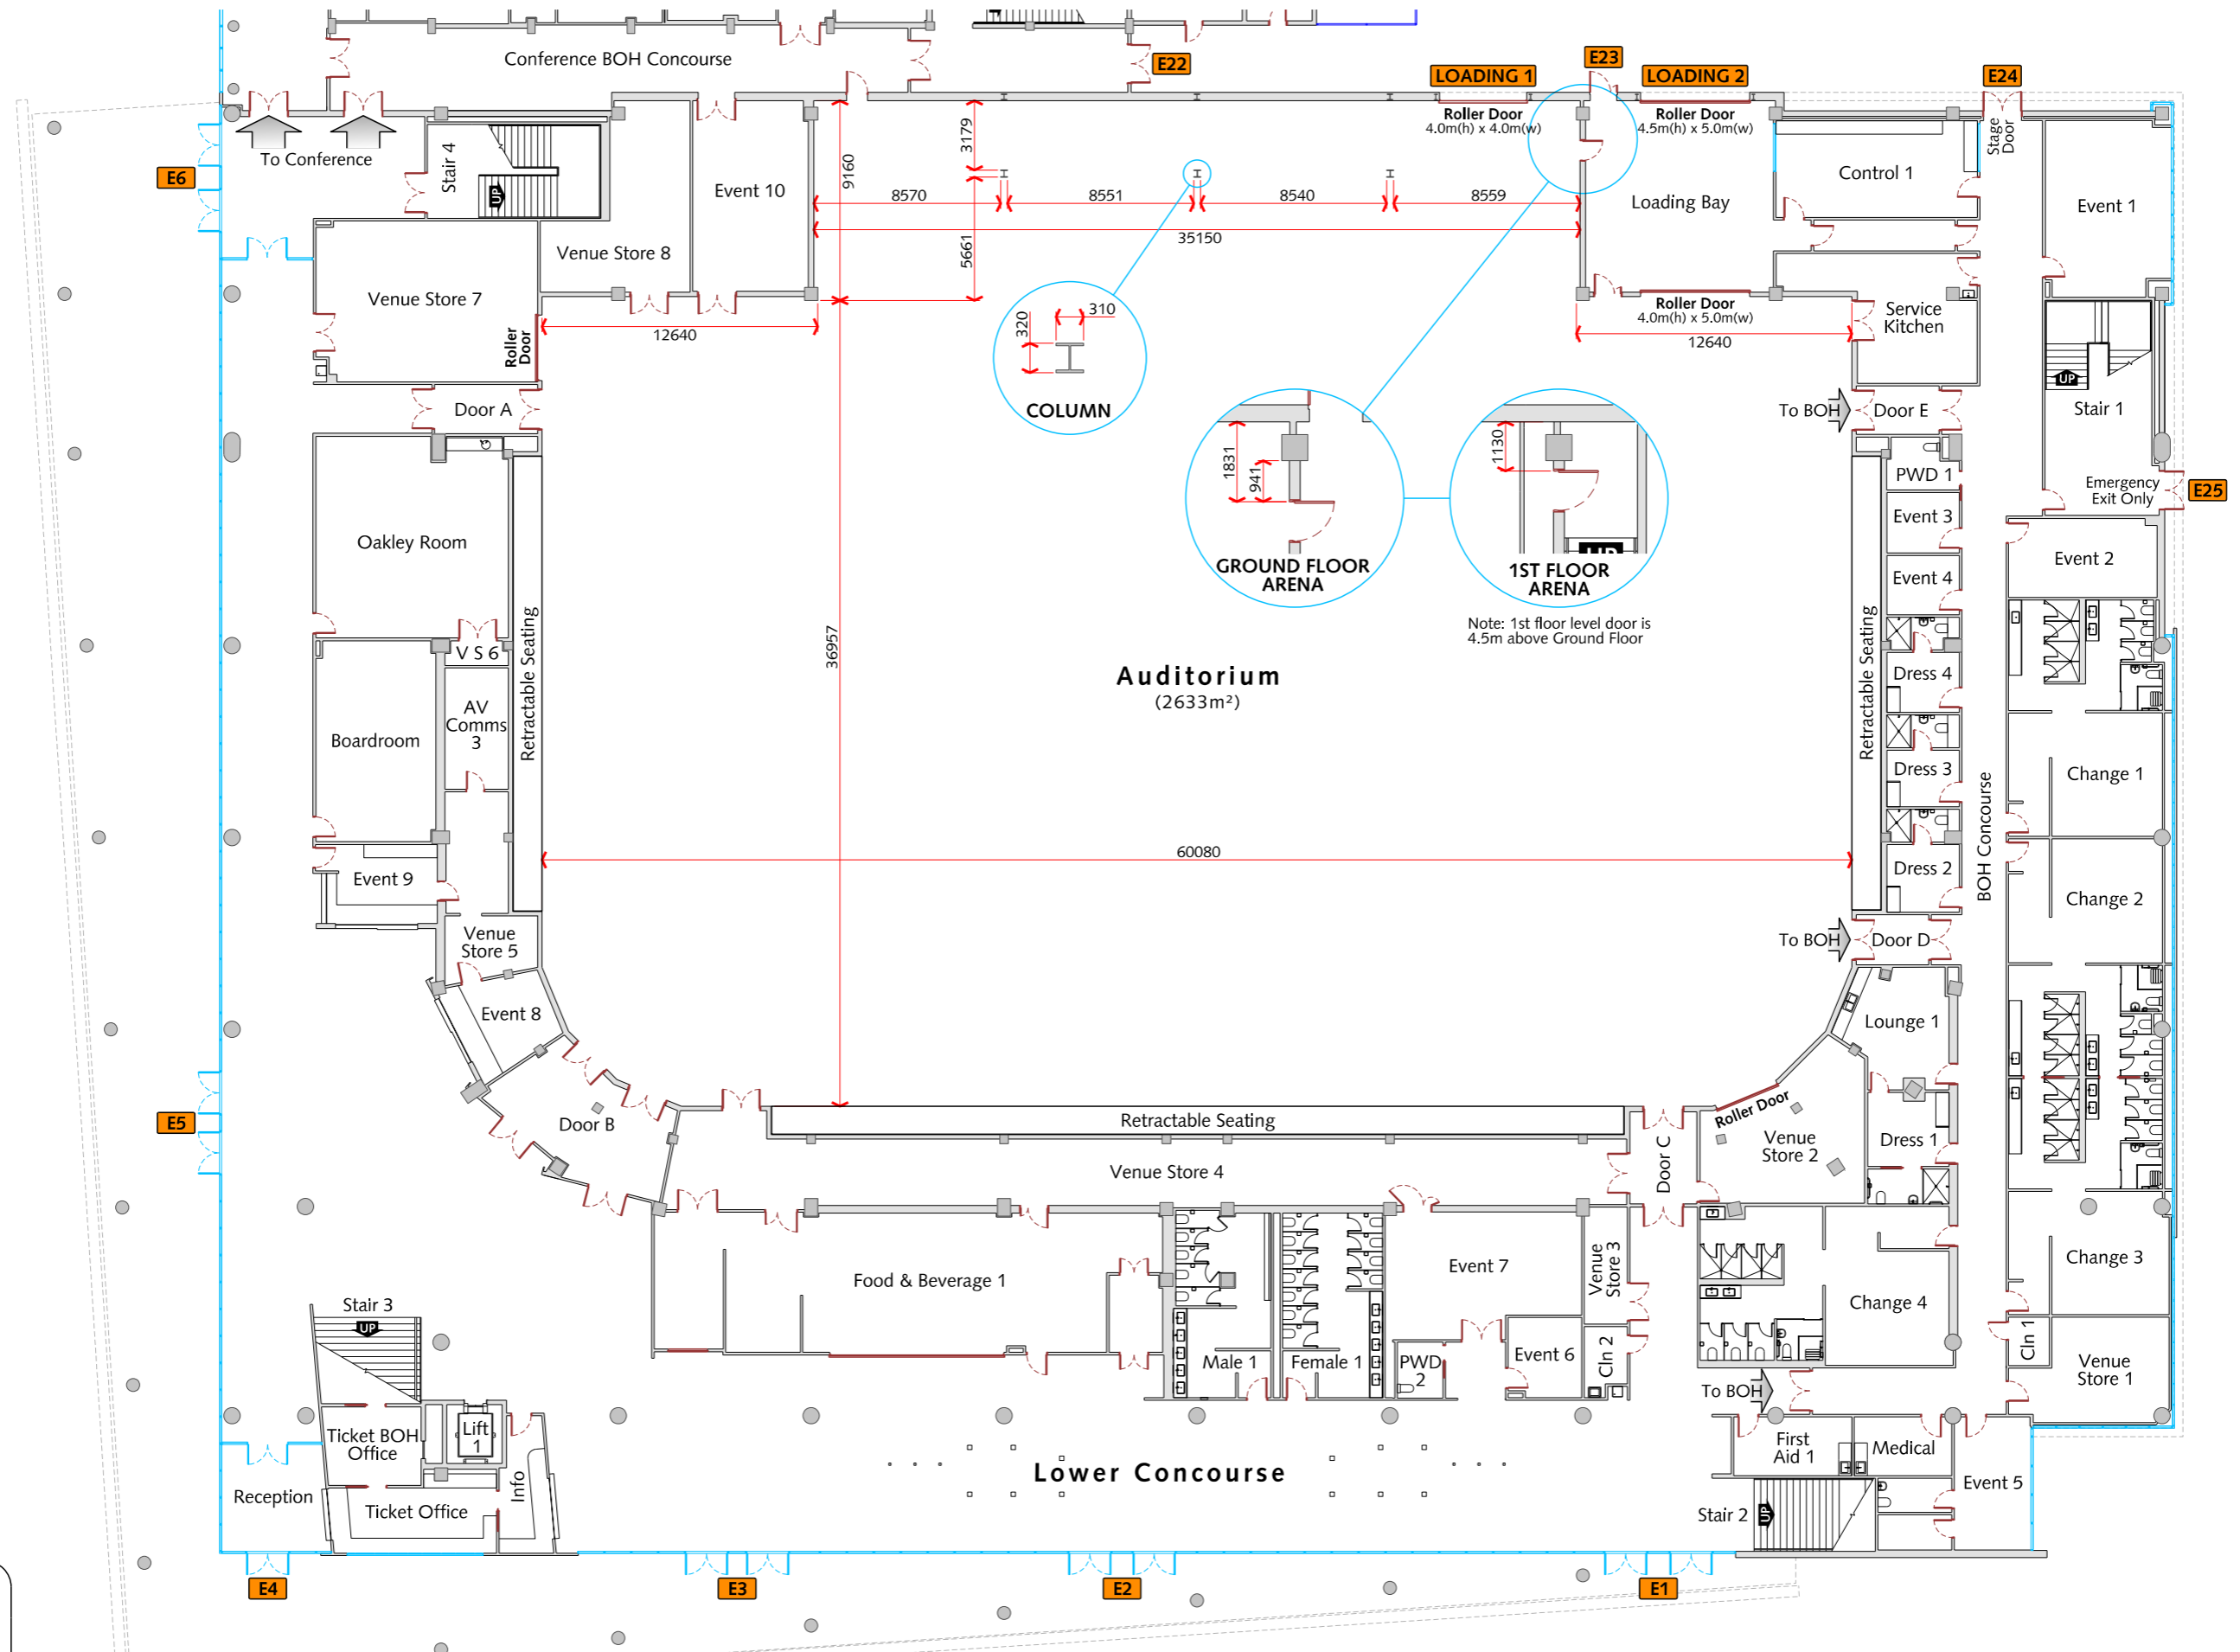 Conference BOH Concourse
E22
E23
LOADING 1
LOADING 2
E24
Roller Door
4.0m(h) x 4.0m(w)
Roller Door
4.5m(h) x 5.0m(w)
Stage
Door
To Conference
Stair 4
UP
E6
Event 10
3179
9160
8570
8551
8540
8559
35150
5661
Loading Bay
Control 1
Event 1
Venue Store 8
Venue Store 7
Roller
Door
12640
320
310
COLUMN
Roller Door
4.0m(h) x 5.0m(w)
12640
Service
Kitchen
UP
Stair 1
Door A
To BOH
Door E
1831
941
GROUND FLOOR
ARENA
1130
UP
1ST FLOOR
ARENA
Note: 1st floor level door is
4.5m above Ground Floor
PWD 1
Emergency
Exit Only
E25
Event 3
Event 2
Event 4
Oakley Room
V S 6
Retractable Seating
36957
Auditorium
(2633m²)
Retractable Seating
Dress 4
AV
Comms
3
Boardroom
Dress 3
Change 1
BOH Concourse
60080
Dress 2
Event 9
Change 2
Venue
Store 5
To BOH
Door D
Event 8
Lounge 1
E5
Door B
Retractable Seating
Roller Door
Venue
Store 2
Door C
Dress 1
Venue Store 4
Food & Beverage 1
Event 7
Venue
Store 3
Change 3
Change 4
Stair 3
UP
Male 1
Female 1
PWD
2
Event 6
Cln 2
Cln 1
Venue
Store 1
To BOH
Ticket BOH
Office
Lift
1
First
Aid 1
Medical
Lower Concourse
Event 5
Reception
Info
Ticket Office
Stair 2
UP
E4
E3
E2
E1